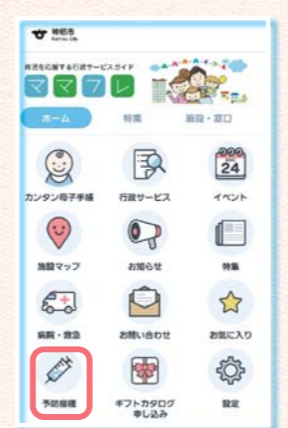 神栖市
Kamisu City
育児を応援する行政サービスガイド
ママフレ
ホーム 特集 施設・窓口
24
カンタン母子手帳 行政サービス イベント
施設マップ お知らせ 特集
病院・救急 お問い合わせ お気に入り
予防接種 ギフトカタログ 設定
申し込み